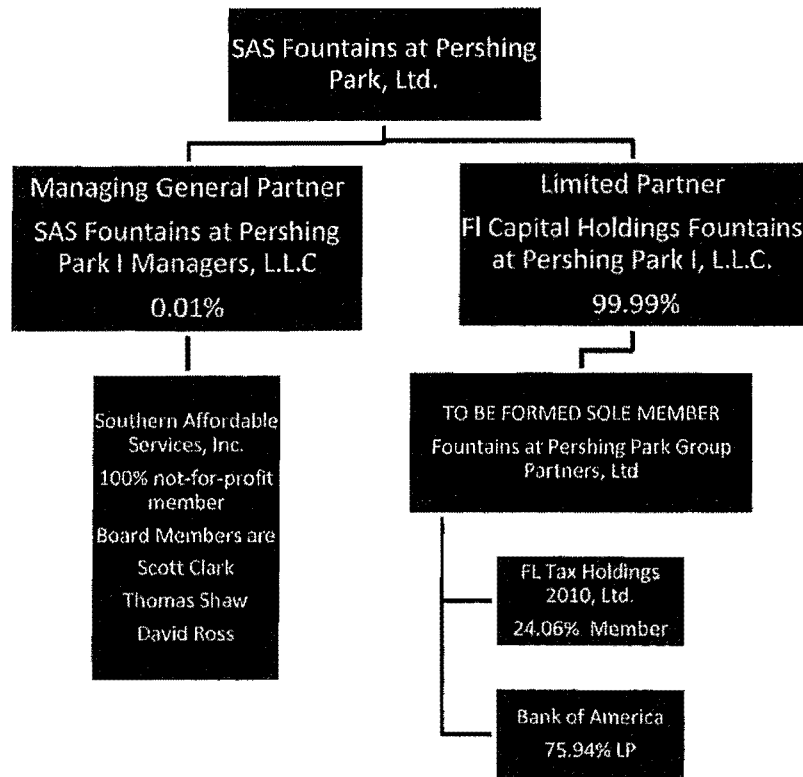 SAS Fountains at Pershing
Park, Ltd.
Managing General Partner
SAS Fountains at Pershing
Park I Managers, L.L.C
0.01%
Limited Partner
Fl Capital Holdings Fountains
at Pershing Park I, L.L.C.
99.99%
Southern Affordable
Services, Inc.
100% not-for-profit
member
Board Members are
Scott Clark
Thomas Shaw
David Ross
TO BE FORMED SOLE MEMBER
Fountains at Pershing Park Group
Partners, Ltd
FL Tax Holdings
2010, Ltd.
24.06% Member
Bank of America
75.94% LP